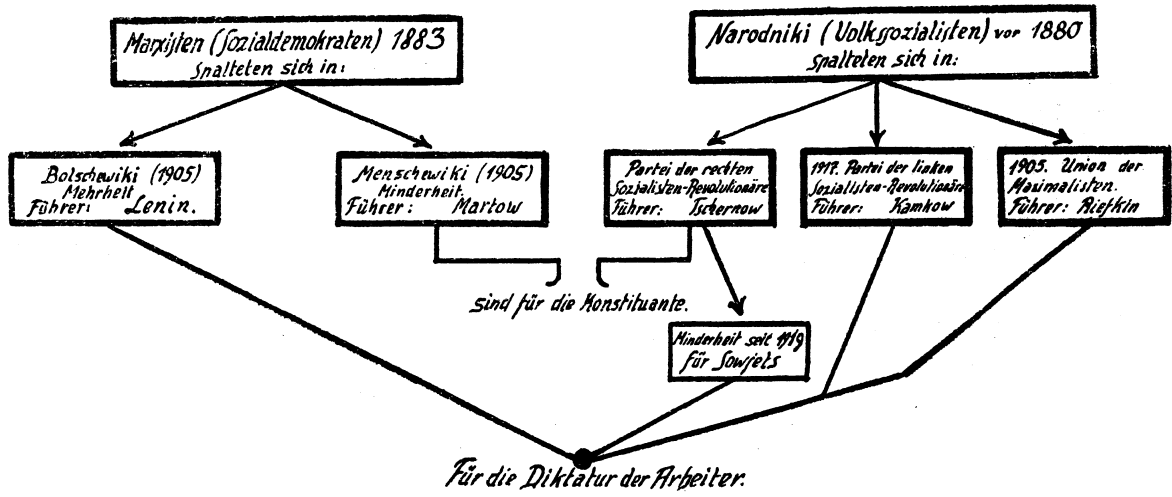 Marxisten (Sozialdemokraten) 1883
spalteten sich in:
Narodniki (Volkssozialisten) vor 1880
spalteten sich in:
Bolschewiki (1905)
Mehrheit
Führer: Lenin.
Menschewiki (1905)
Minderheit.
Führer: Martow
Partei der rechten
Sozialisten-Revolutionäre
Führer: Tschernow
1917. Partei der linken
Sozialisten-Revolutionäre
Führer: Kamkow
1905. Union der
Maximalisten.
Führer:
sind für die Konstituante.
Minderheit seit 1919
für Sowjets
Für die Diktatur der Arbeiter.